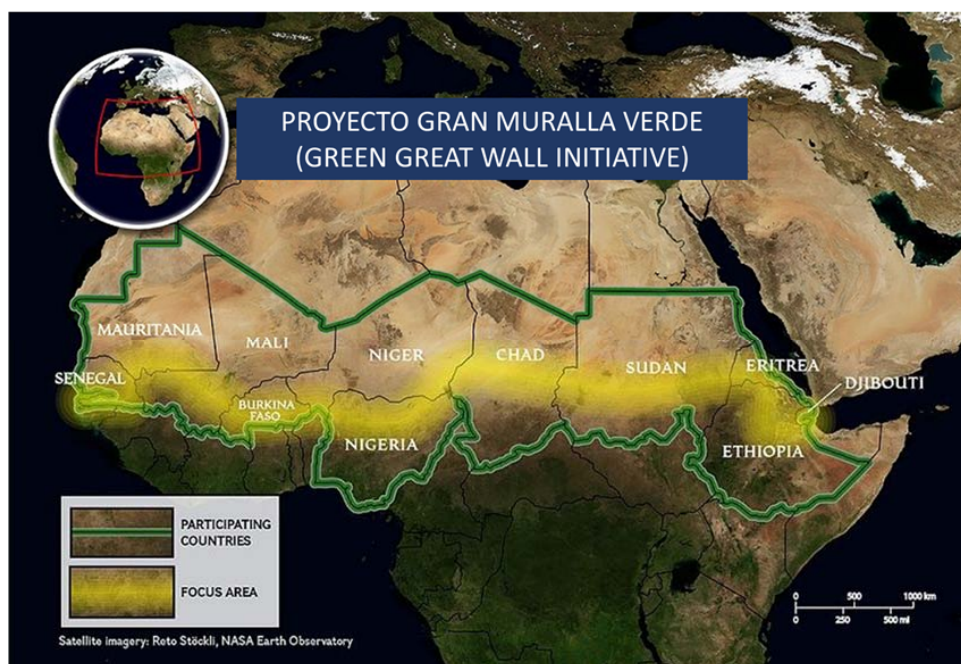 PROYECTO GRAN MURALLA VERDE
(GREEN GREAT WALL INITIATIVE)
MAURITANIA
MALI
NIGER
CHAD
SUDAN
ERITREA
SENEGAL
DJIBOUTI
BURKINA
FASO
NIGERIA
ETHIOPIA
PARTICIPATING
COUNTRIES
FOCUS AREA
0 500 1000 km
0 250 500 mi
Satellite imagery: Reto Stöckli, NASA Earth Observatory